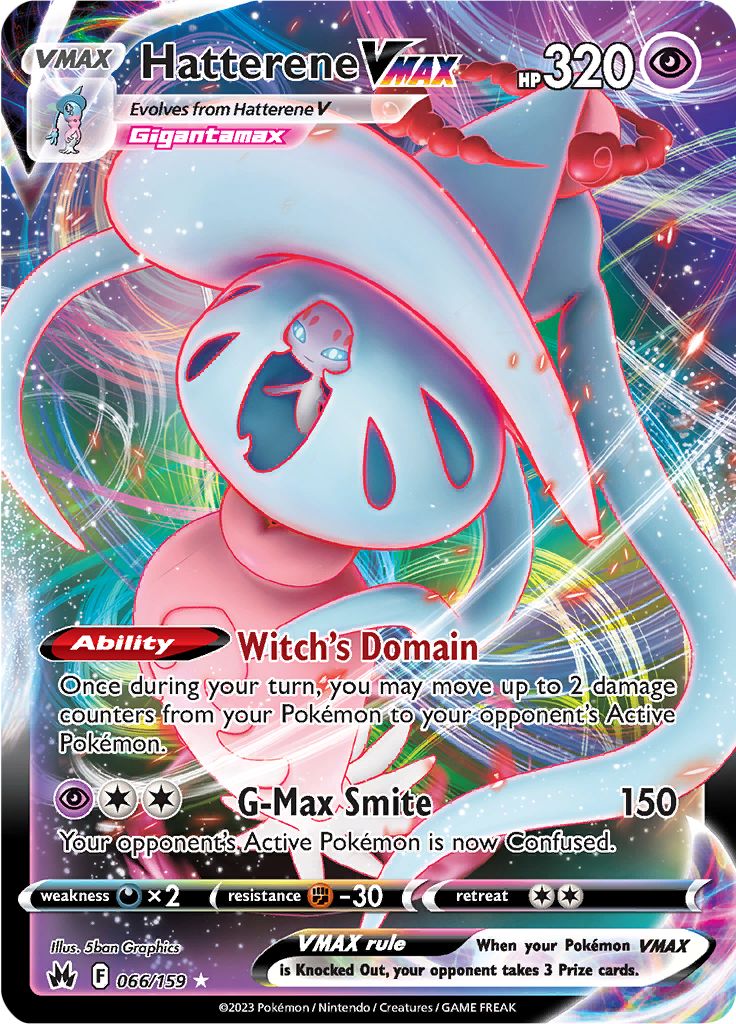 VMAX
Hatterene VMAX
HP 320
Evolves from Hatterene V
Gigantamax
Ability Witch's Domain
Once during your turn, you may move up to 2 damage
counters from your Pokémon to your opponent's Active
Pokémon.
G-Max Smite 150
Your opponent's Active Pokémon is now Confused.
weakness ×2 resistance -30 retreat
Illus. 5ban Graphics
VMAX rule When your Pokémon VMAX
is Knocked Out, your opponent takes 3 Prize cards.
F 066/159 ★
©2023 Pokémon / Nintendo / Creatures / GAME FREAK